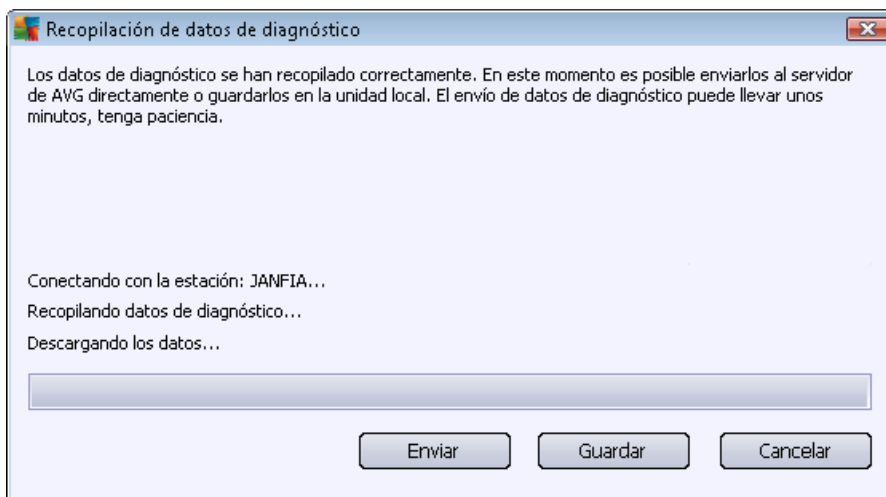 Recopilación de datos de diagnóstico
Los datos de diagnóstico se han recopilado correctamente. En este momento es posible enviarlos al servidor
de AVG directamente o guardarlos en la unidad local. El envío de datos de diagnóstico puede llevar unos
minutos, tenga paciencia.
Conectando con la estación: JANFIA...
Recopilando datos de diagnóstico...
Descargando los datos...
Enviar Guardar Cancelar